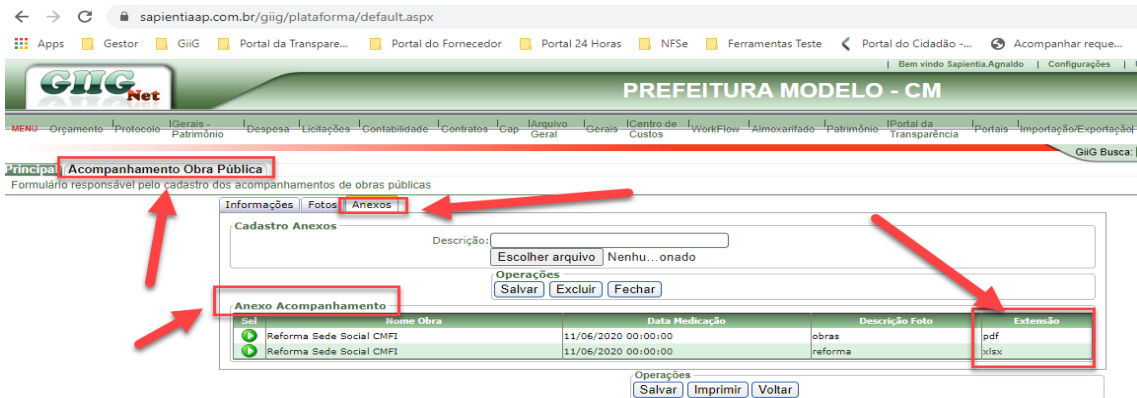 sapientiaap.com.br/giig/plataforma/default.aspx
Apps Gestor GiiG Portal da Transpare... Portal do Fornecedor Portal 24 Horas NFSe Ferramentas Teste Portal do Cidadão -... Acompanhar reque...
| Bem vindo Sapientia.Agnaldo | Configurações |
GIIG Net
PREFEITURA MODELO - CM
MENU Orçamento Protocolo Gerais - Patrimônio Despesa Licitações Contabilidade Contratos Cap Arquivo Geral Gerais Centro de Custos WorkFlow Almoxarifado Patrimônio Portal da Transparência Portais Importação/Exportação
GiiG Busca:
Principal Acompanhamento Obra Pública
Formulário responsável pelo cadastro dos acompanhamentos de obras públicas
Informações Fotos Anexos
Cadastro Anexos
Descrição:
Escolher arquivo Nenhu...onado
Operações
Salvar Excluir Fechar
Anexo Acompanhamento
Sel Nome Obra Data Medicação Descrição Foto Extensão
Reforma Sede Social CMFI 11/06/2020 00:00:00 obras pdf
Reforma Sede Social CMFI 11/06/2020 00:00:00 reforma xlsx
Operações
Salvar Imprimir Voltar